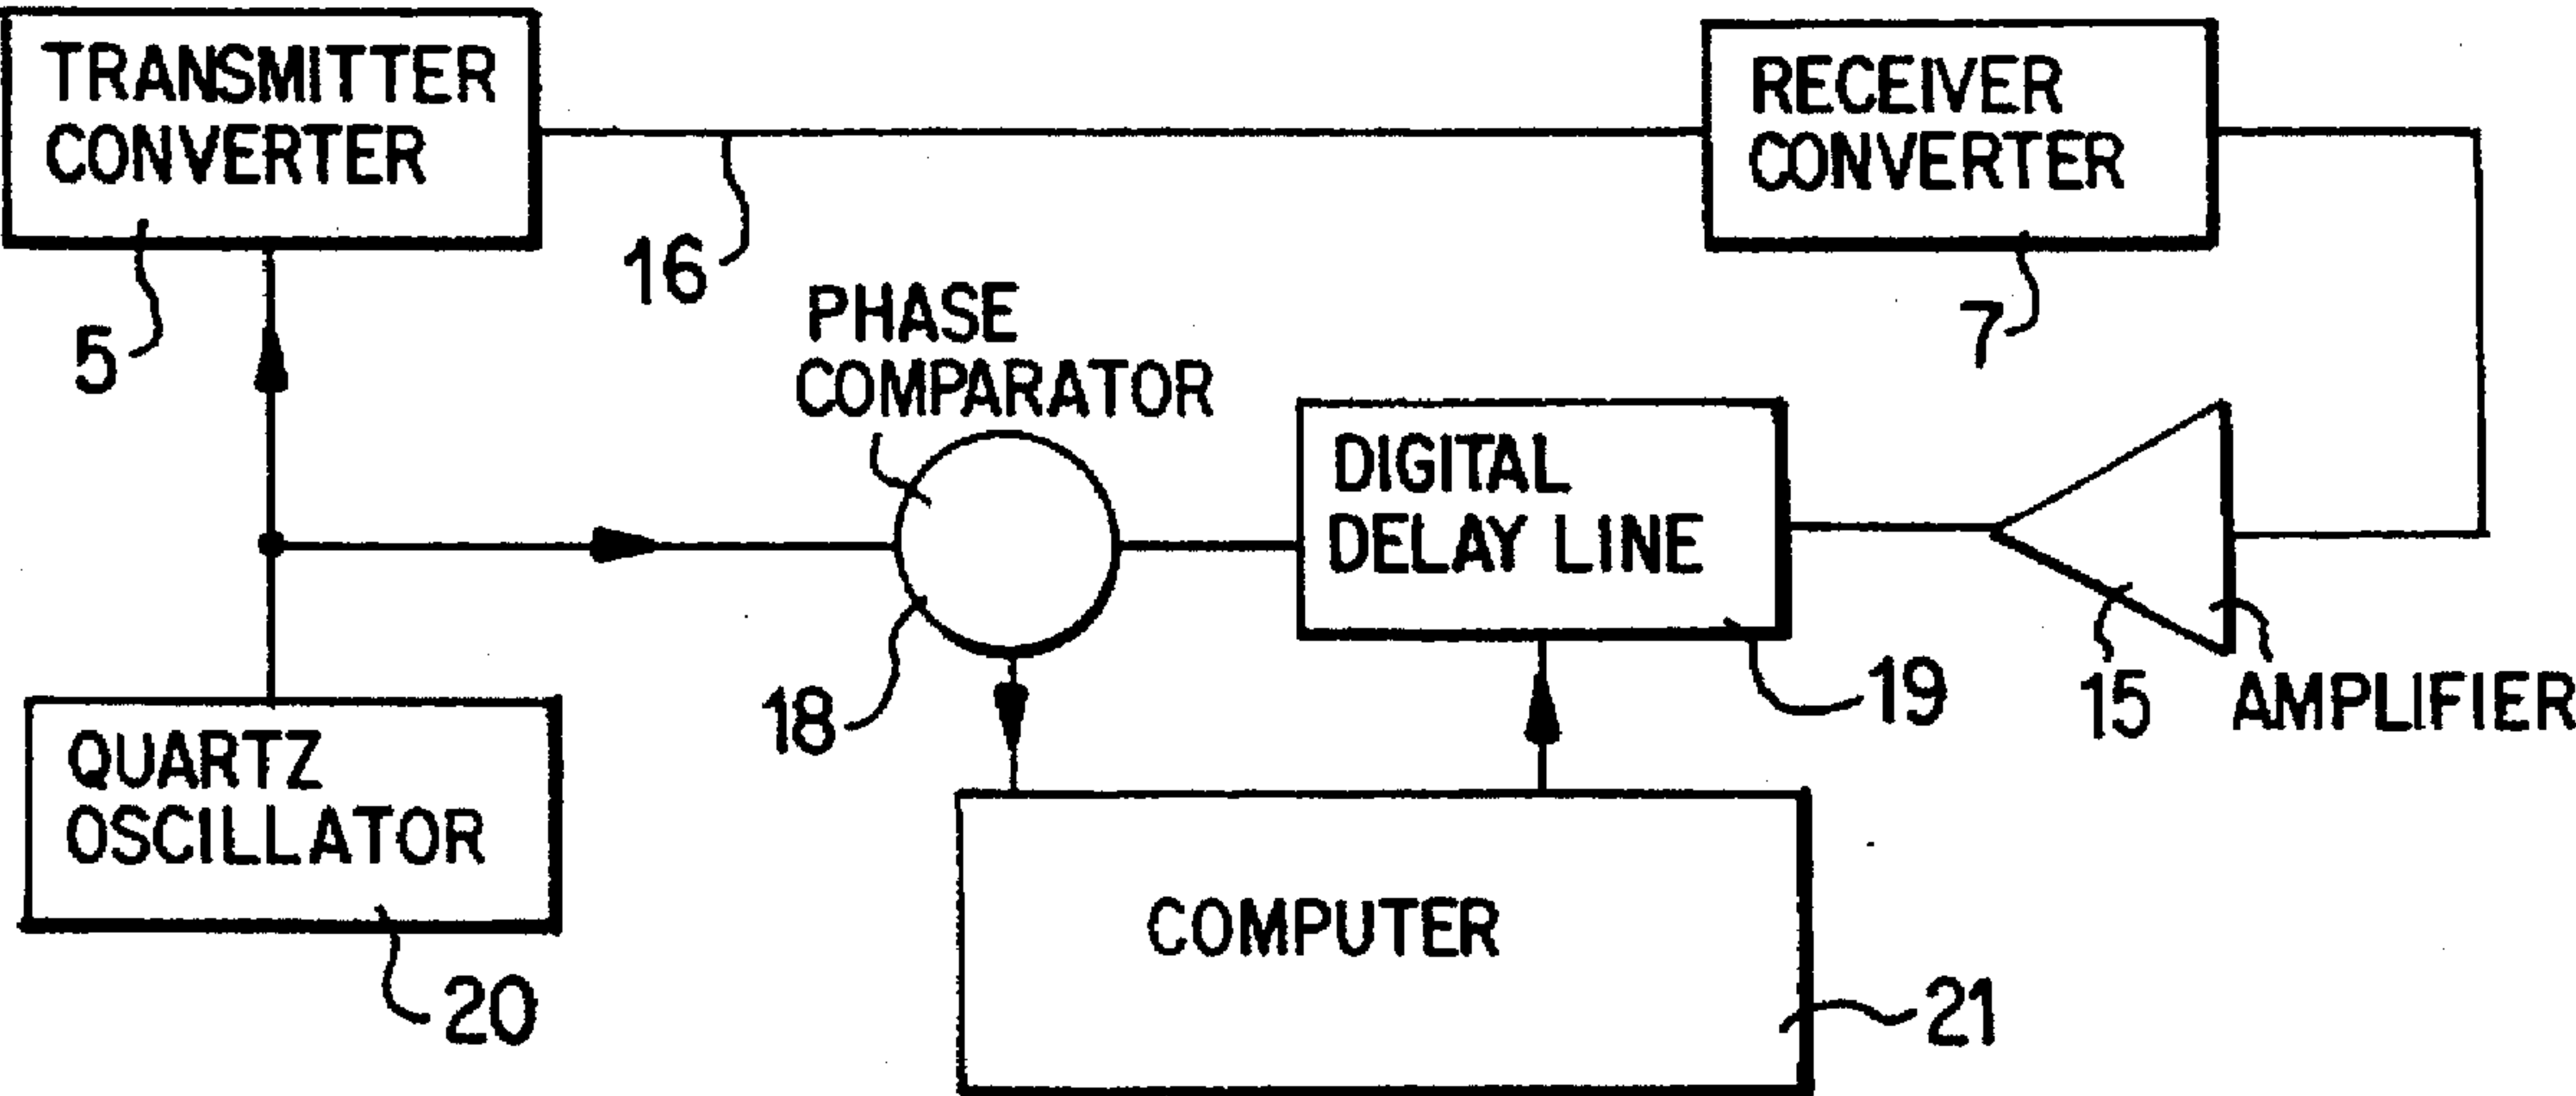 TRANSMITTER
CONVERTER
5
16
RECEIVER
CONVERTER
7
PHASE
COMPARATOR
18
DIGITAL
DELAY LINE
19
15
AMPLIFIER
QUARTZ
OSCILLATOR
20
COMPUTER
21